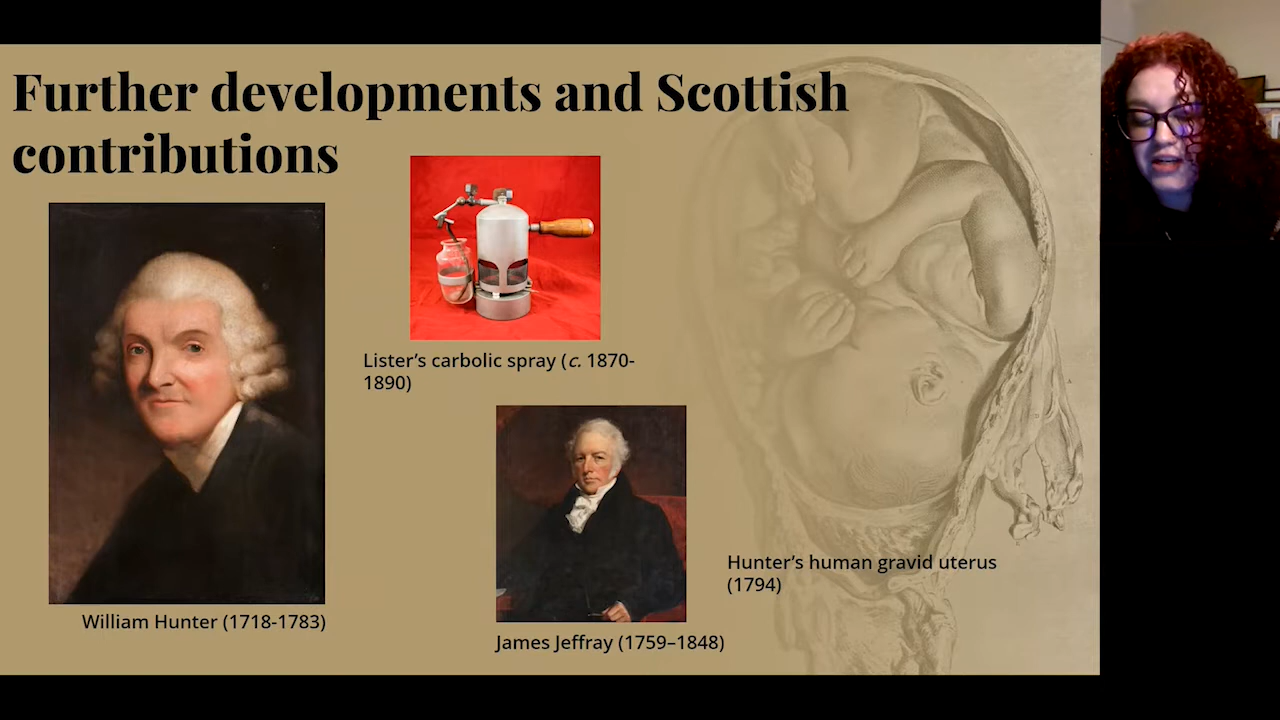 Further developments and Scottish
contributions
Lister’s carbolic spray (c. 1870-
1890)
Hunter’s human gravid uterus
(1794)
William Hunter (1718-1783)
James Jeffray (1759–1848)